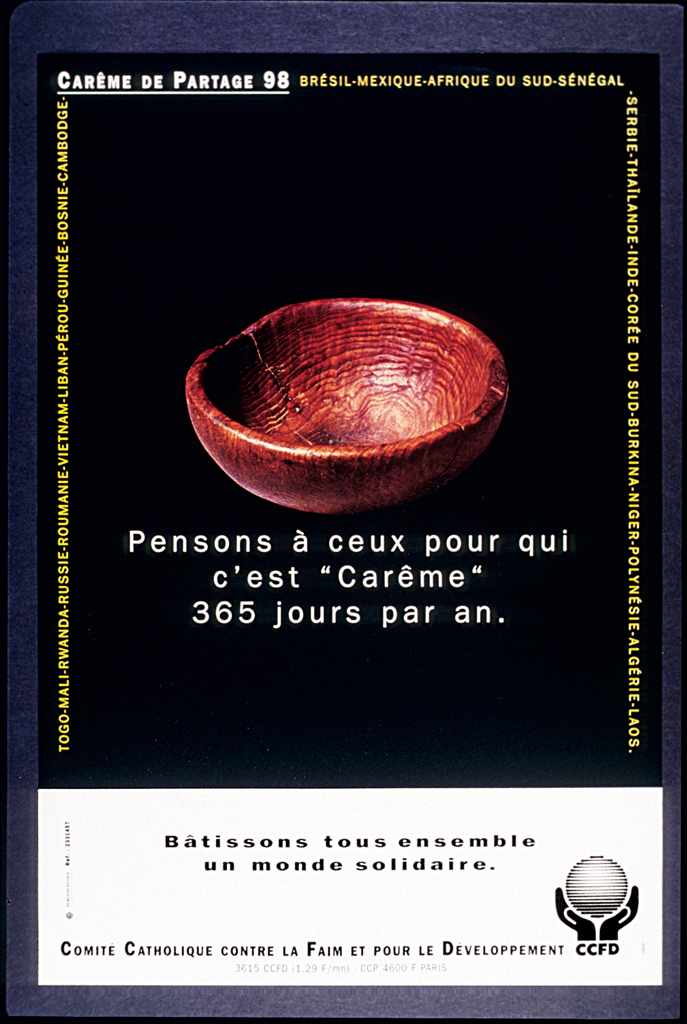 CARÊME DE PARTAGE 98 BRÉSIL-MEXIQUE-AFRIQUE DU SUD-SÉNÉGAL
TOGO-MALI-RWANDA-RUSSIE-ROUMANIE-VIETNAM-LIBAN-PÉROU-GUINÉE-BOSNIE-CAMBODGE-
-SERBIE-THAÏLANDE-INDE-CORÉE DU SUD-BURKINA-NIGER-POLYNÉSIE-ALGÉRIE-LAOS.
Pensons à ceux pour qui
c'est “Carême“
365 jours par an.
Réf. : 2331457
Bâtissons tous ensemble
un monde solidaire.
COMITÉ CATHOLIQUE CONTRE LA FAIM ET POUR LE DÉVELOPPEMENT
CCFD
3615 CCFD (1,29 F/mn) - CCP 4600 F PARIS